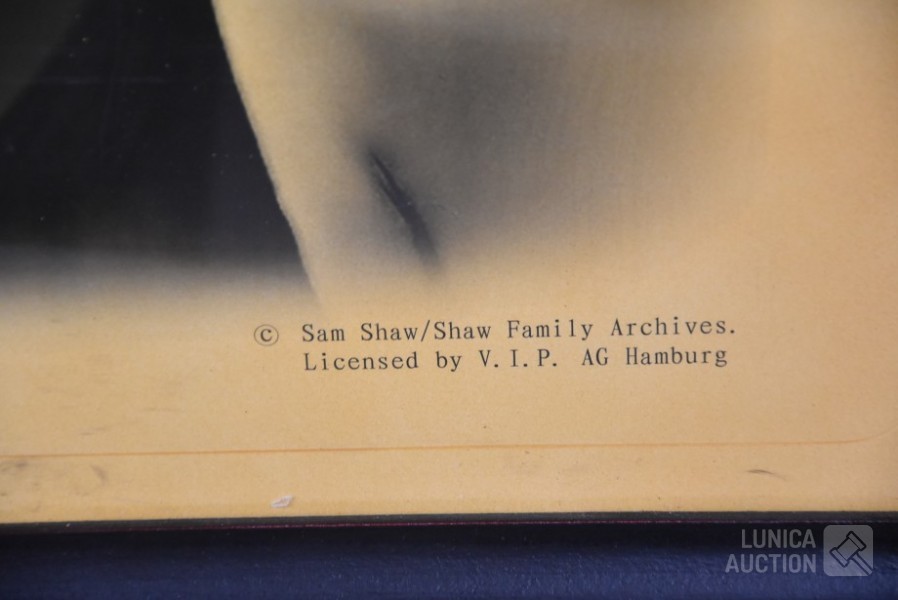 © Sam Shaw/Shaw Family Archives.
Licensed by V.I.P. AG Hamburg
LUNICA
AUCTION